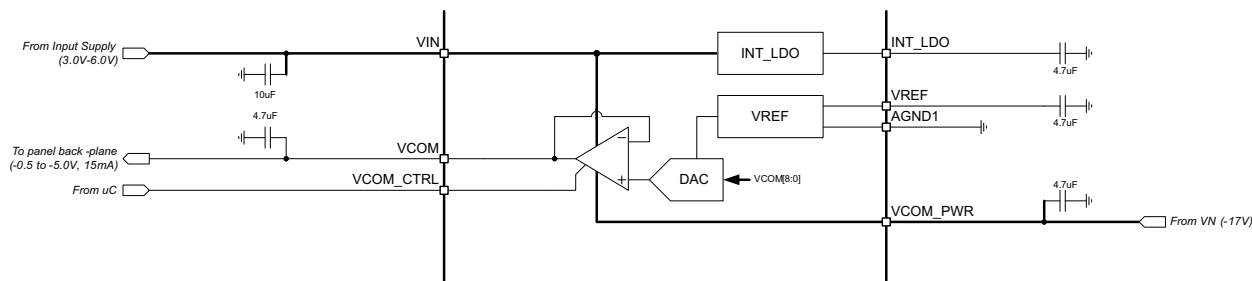 From Input Supply
(3.0V-6.0V)
VIN
INT_LDO
INT_LDO
10uF
4.7uF
VREF
VREF
4.7uF
AGND1
4.7uF
To panel back -plane
(-0.5 to -5.0V, 15mA)
VCOM
−
+
DAC
VCOM[8:0]
From uC
VCOM_CTRL
4.7uF
VCOM_PWR
From VN (-17V)